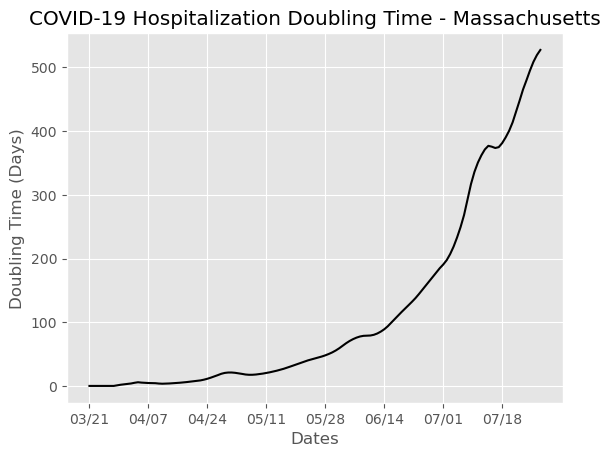 COVID-19 Hospitalization Doubling Time - Massachusetts
Doubling Time (Days)
500
400
300
200
100
0
03/21 04/07 04/24 05/11 05/28 06/14 07/01 07/18
Dates